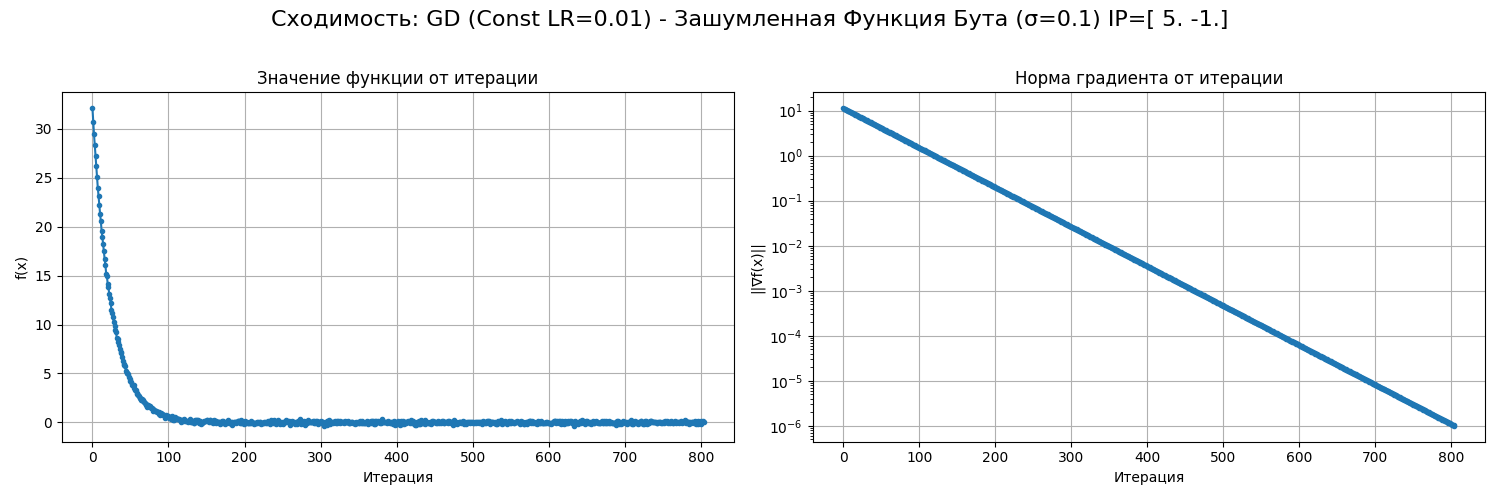 Сходимость: GD (Const LR=0.01) - Зашумленная Функция Бута (σ=0.1) IP=[ 5. -1.]
Значение функции от итерации
f(x)
30
25
20
15
10
5
0
0 100 200 300 400 500 600 700 800
Итерация
Норма градиента от итерации
||∇f(x)||
10¹
10⁰
10⁻¹
10⁻²
10⁻³
10⁻⁴
10⁻⁵
10⁻⁶
0 100 200 300 400 500 600 700 800
Итерация